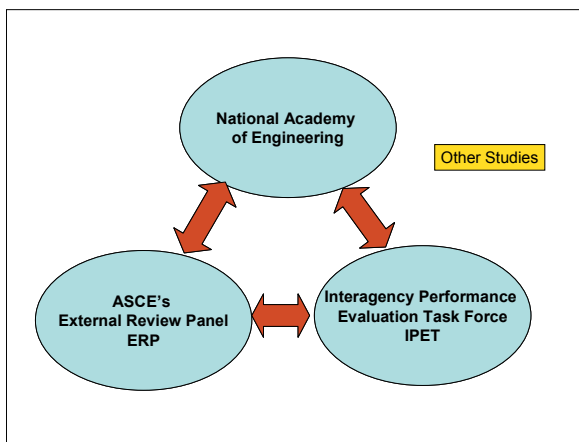 National Academy
of Engineering
Other Studies
ASCE's
External Review Panel
ERP
Interagency Performance
Evaluation Task Force
IPET